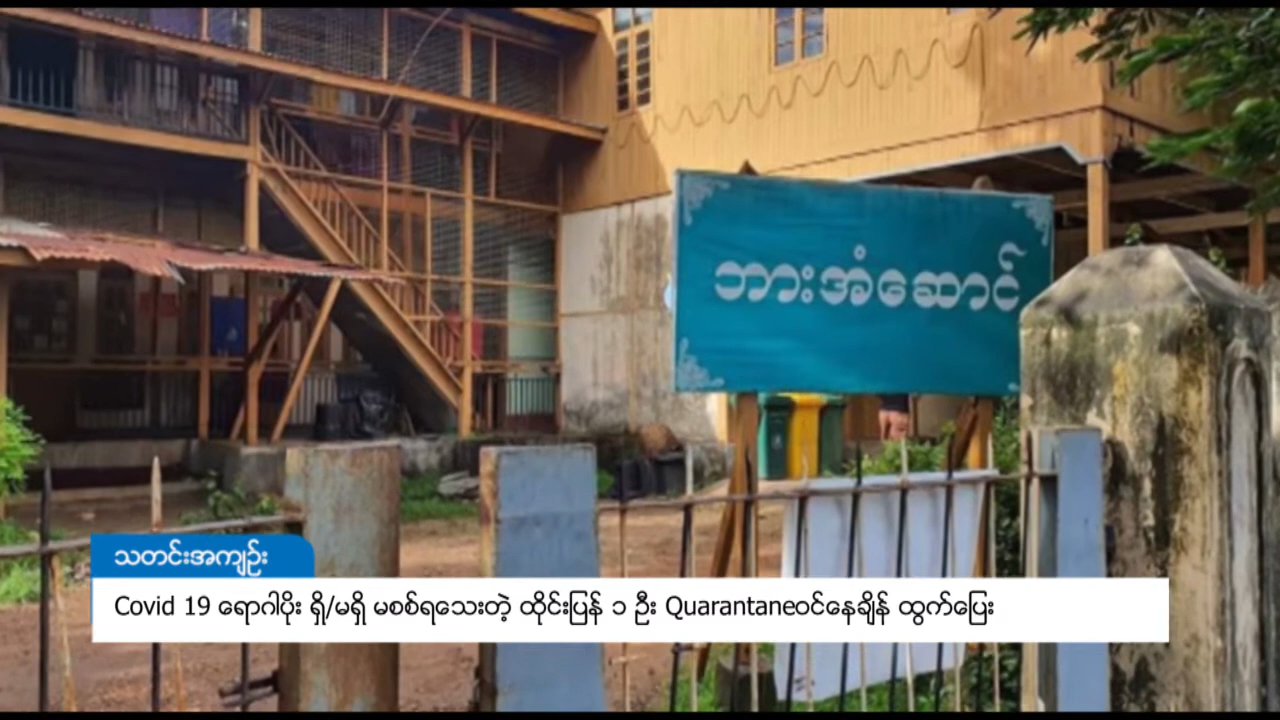 ဘားအံဆောင်
သတင်းအကျဉ်း
Covid 19 ရောဂါပိုး ရှိ/မရှိ မစစ်ရသေးတဲ့ ထိုင်းပြန် ၁ ဦး Quarantaneဝင်နေချိန် ထွက်ပြေး